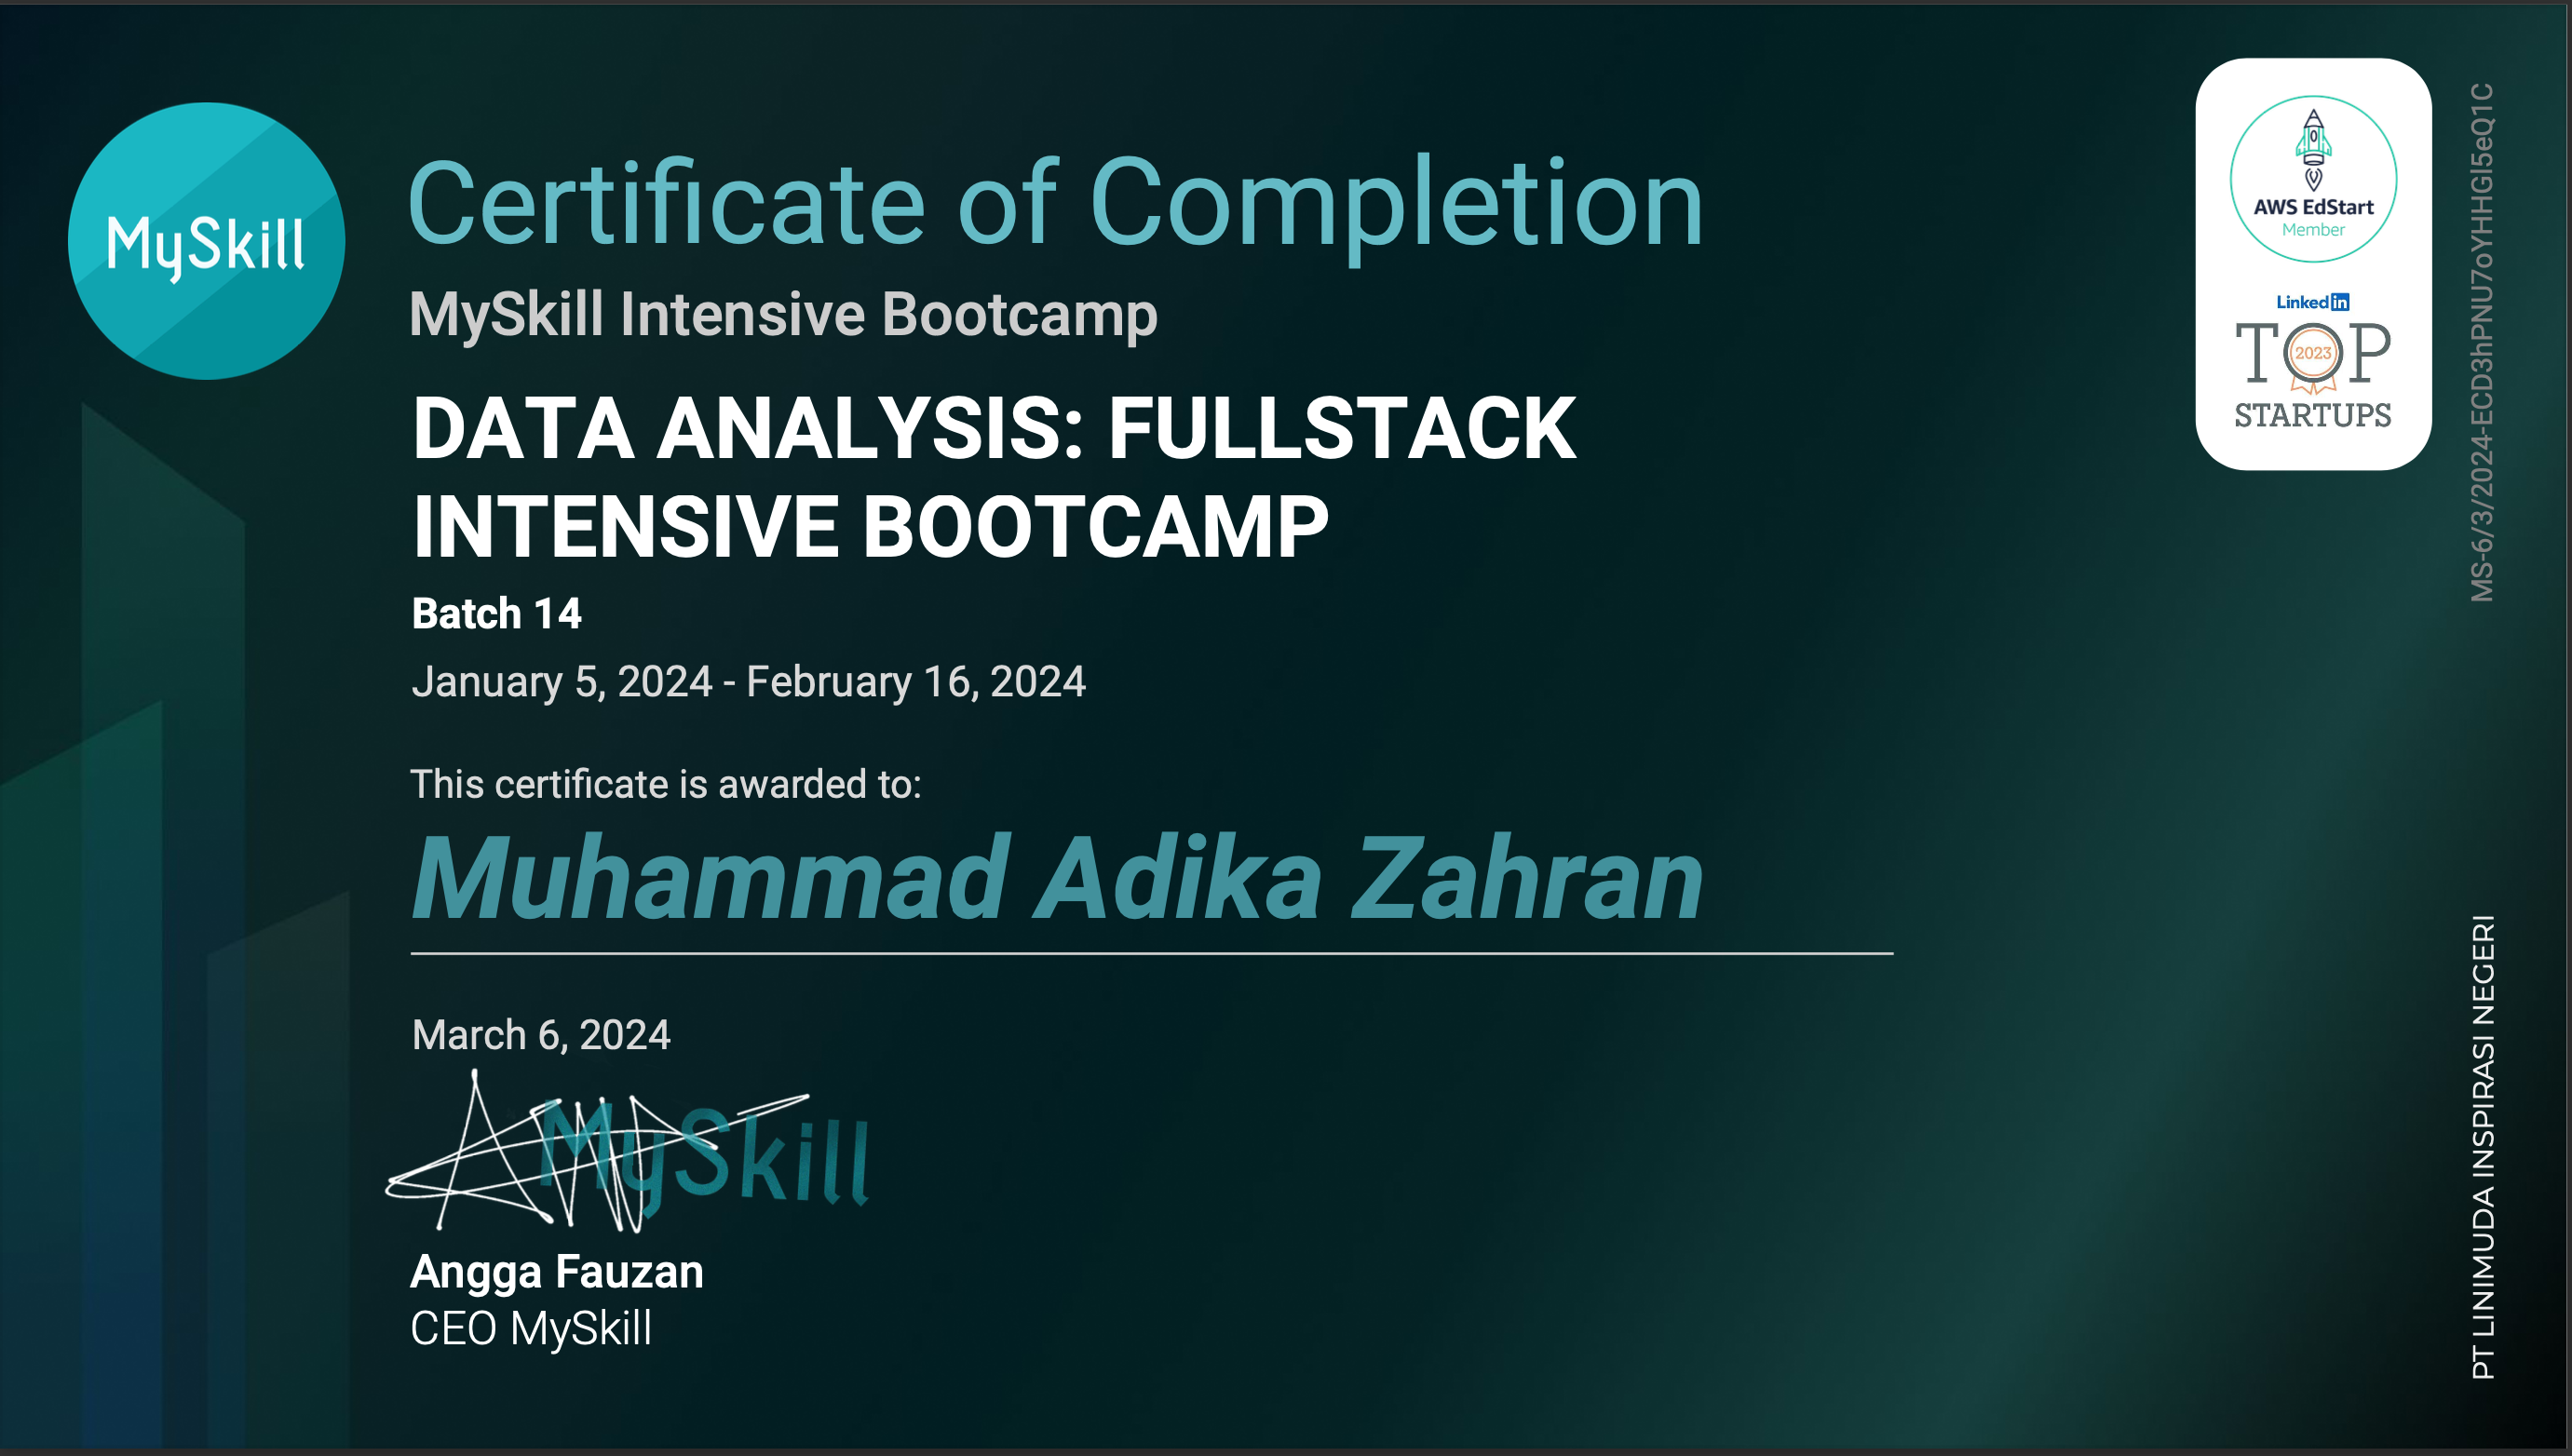 MySkill
Certificate of Completion
MySkill Intensive Bootcamp
DATA ANALYSIS: FULLSTACK
INTENSIVE BOOTCAMP
Batch 14
January 5, 2024 - February 16, 2024
This certificate is awarded to:
Muhammad Adika Zahran
March 6, 2024
MySkill
Angga Fauzan
CEO MySkill
AWS EdStart
Member
Linked in
TOP
2023
STARTUPS
MS-6/3/2024-ECD3hPNU7oYHHGI5eQ1C
PT LINIMUDA INSPIRASI NEGERI